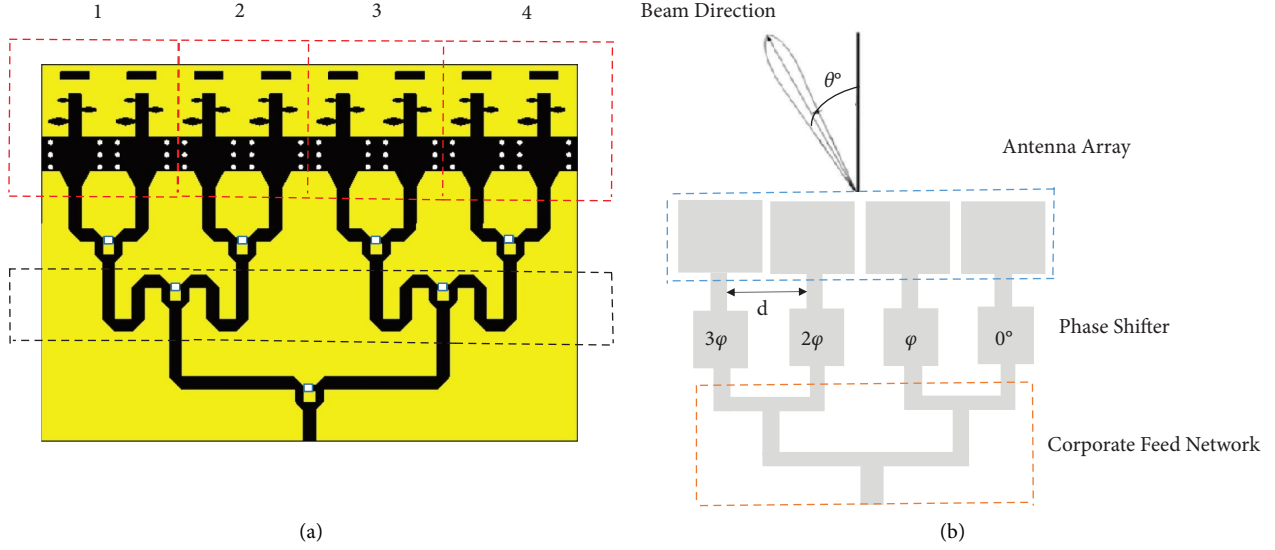 1 2 3 4
Beam Direction
θ°
Antenna Array
d
3φ 2φ φ 0°
Phase Shifter
Corporate Feed Network
(a)
(b)